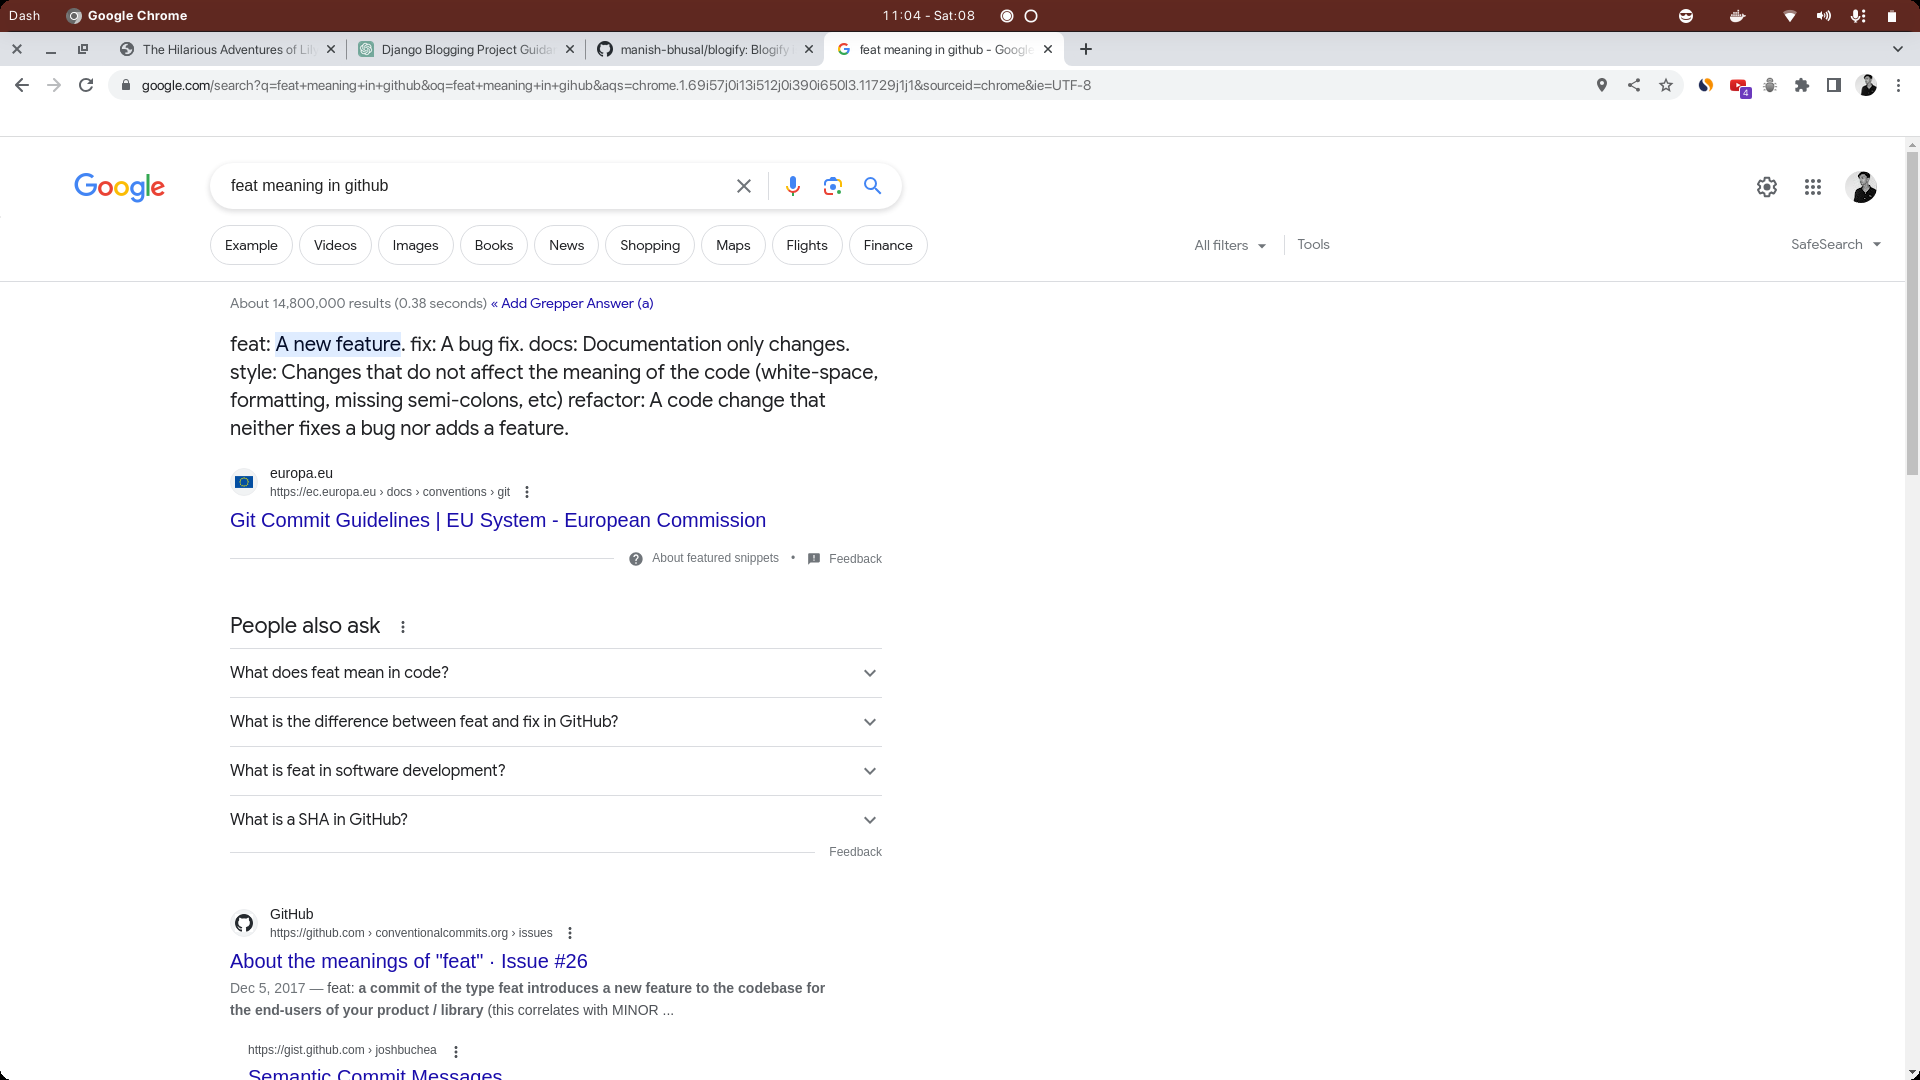 Dash Google Chrome 11:04 - Sat:08
The Hilarious Adventures of Lily
Django Blogging Project Guidan
manish-bhusal/blogify: Blogify
feat meaning in github - Google
google.com/search?q=feat+meaning+in+github&oq=feat+meaning+in+gihub&aqs=chrome.1.69i57j0i13i512j0i390i650l3.11729j1j1&sourceid=chrome&ie=UTF-8
4
Google
feat meaning in github
Example Videos Images Books News Shopping Maps Flights Finance All filters Tools SafeSearch
About 14,800,000 results (0.38 seconds) « Add Grepper Answer (a)
feat: A new feature. fix: A bug fix. docs: Documentation only changes.
style: Changes that do not affect the meaning of the code (white-space,
formatting, missing semi-colons, etc) refactor: A code change that
neither fixes a bug nor adds a feature.
europa.eu
https://ec.europa.eu › docs › conventions › git
Git Commit Guidelines | EU System - European Commission
About featured snippets • Feedback
People also ask
What does feat mean in code?
What is the difference between feat and fix in GitHub?
What is feat in software development?
What is a SHA in GitHub?
Feedback
GitHub
https://github.com › conventionalcommits.org › issues
About the meanings of "feat" · Issue #26
Dec 5, 2017 — feat: a commit of the type feat introduces a new feature to the codebase for
the end-users of your product / library (this correlates with MINOR ...
https://gist.github.com › joshbuchea
Semantic Commit Messages